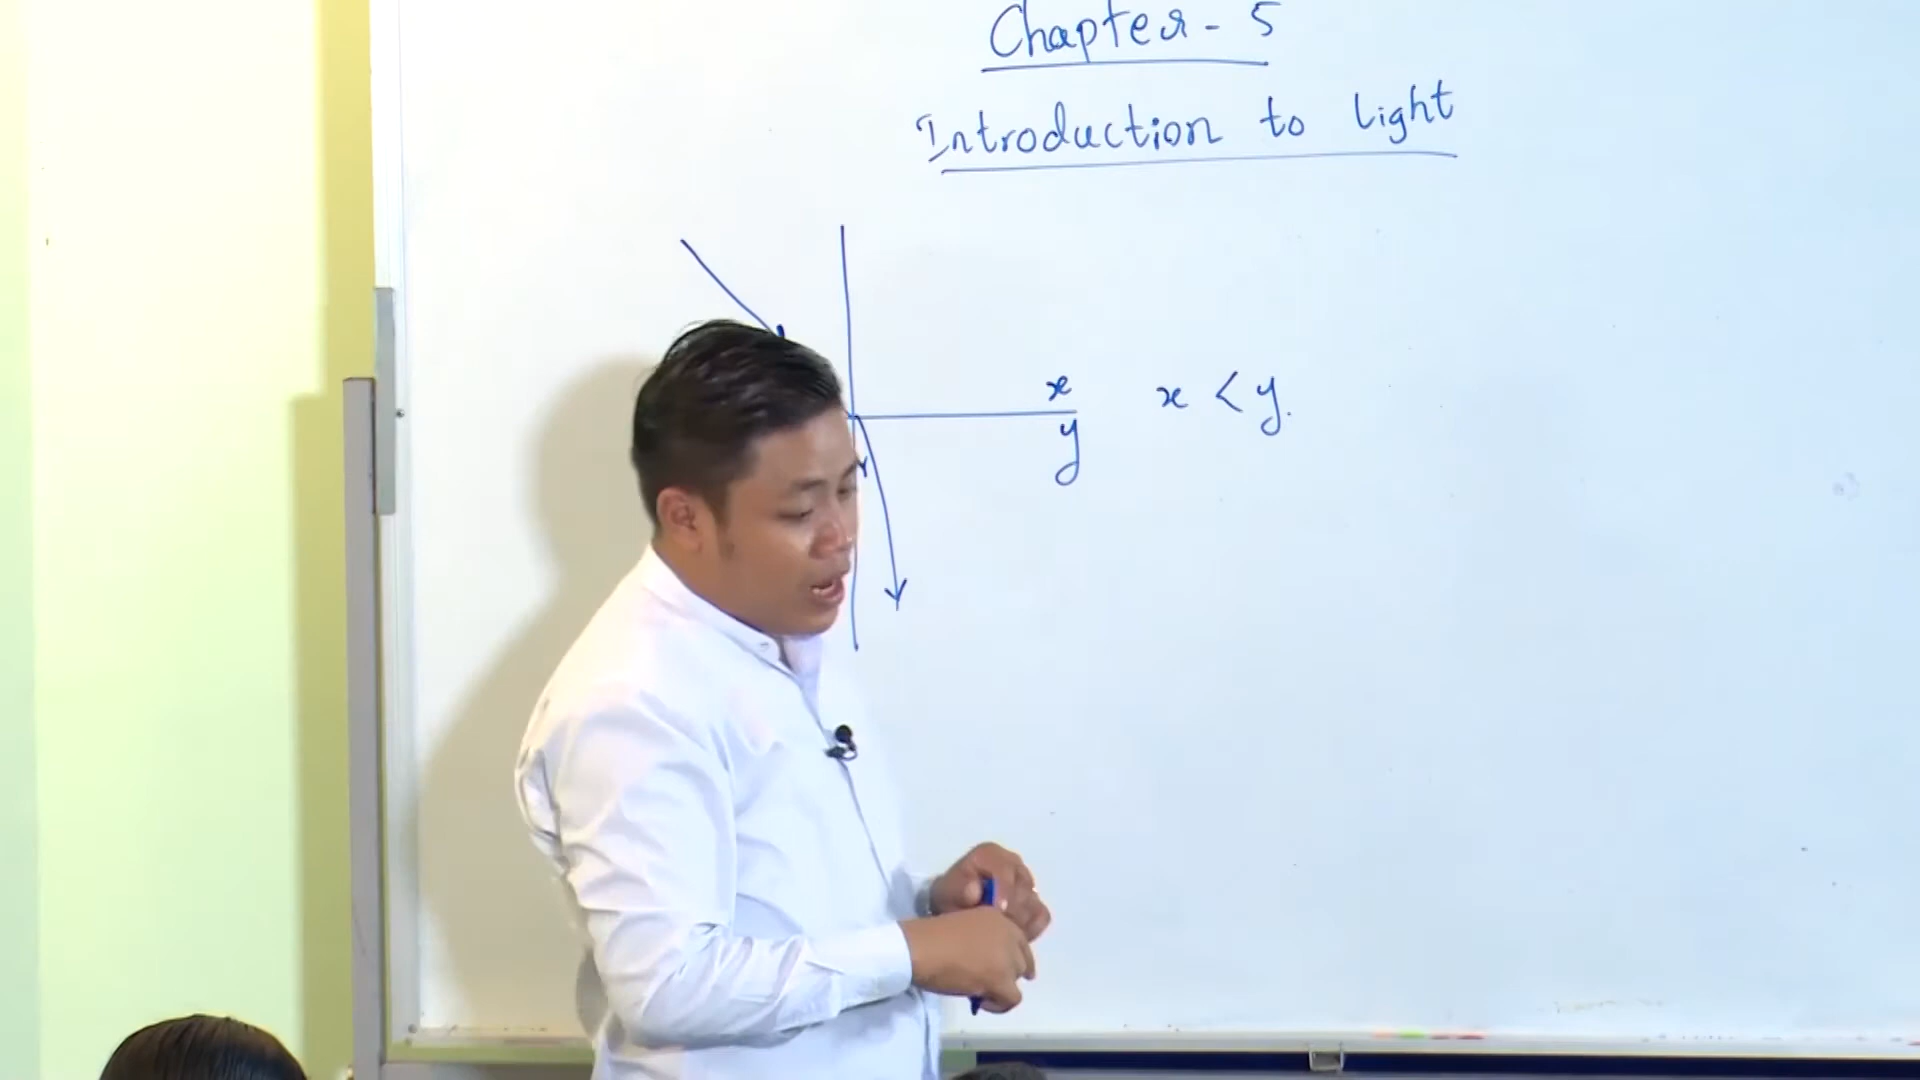 Chapter - 5
Introduction to light
x
y
x < y.
r